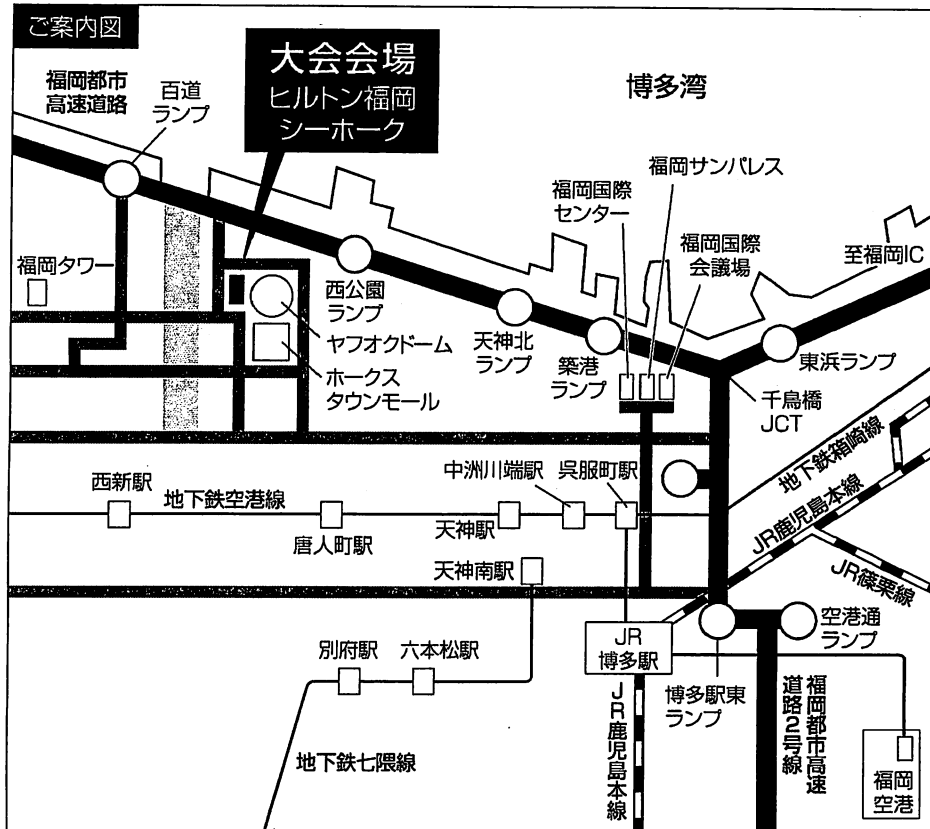 ご案内図
大会会場
ヒルトン福岡
シーホーク
福岡都市
高速道路
百道
ランプ
博多湾
福岡サンパレス
福岡国際
センター
福岡国際
会議場
至福岡IC
福岡タワー
西公園
ランプ
天神北
ランプ
築港
ランプ
東浜ランプ
ヤフオクドーム
ホークス
タウンモール
千鳥橋
JCT
地下鉄箱崎線
西新駅
地下鉄空港線
唐人町駅
天神駅
中洲川端駅
呉服町駅
JR鹿児島本線
JR篠栗線
天神南駅
別府駅
六本松駅
JR
博多駅
空港通
ランプ
博多駅東
ランプ
地下鉄七隈線
JR鹿児島本線
福岡都市高速
道路2号線
福岡
空港